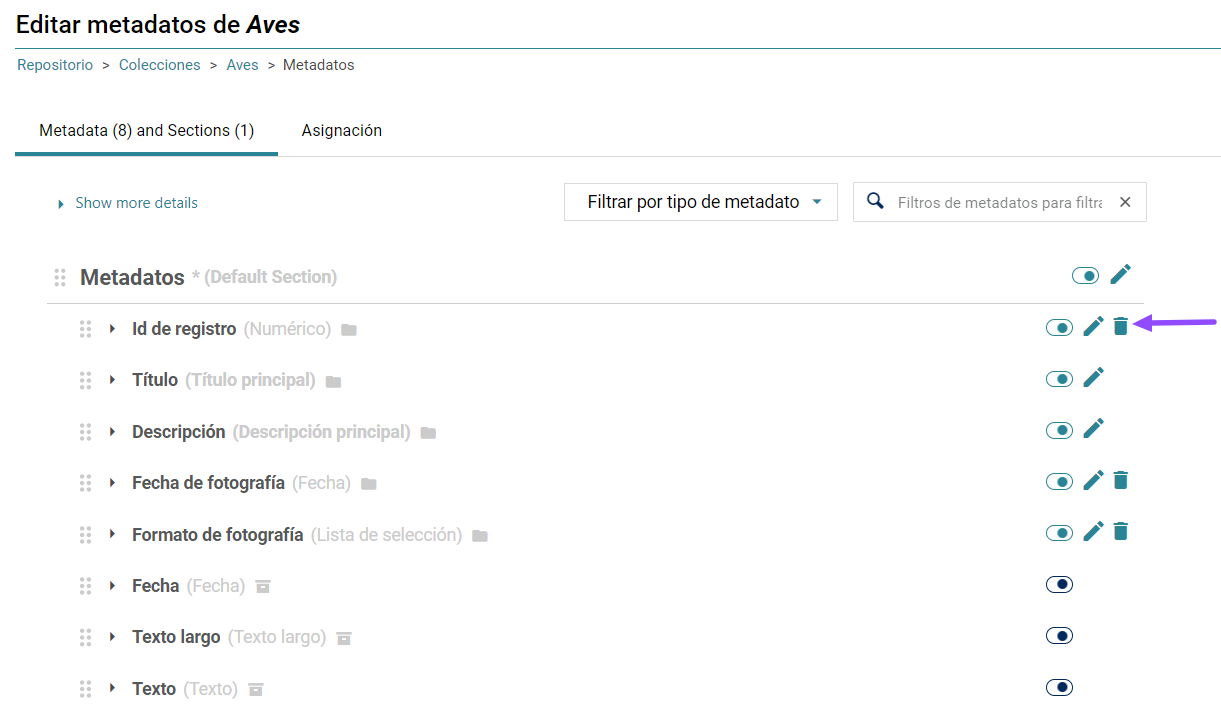 Editar metadatos de Aves
Repositorio > Colecciones > Aves > Metadatos
Metadata (8) and Sections (1) Asignación
Show more details Filtrar por tipo de metadato Filtros de metadatos para filtra
Metadatos * (Default Section)
Id de registro (Numérico)
Título (Título principal)
Descripción (Descripción principal)
Fecha de fotografía (Fecha)
Formato de fotografía (Lista de selección)
Fecha (Fecha)
Texto largo (Texto largo)
Texto (Texto)